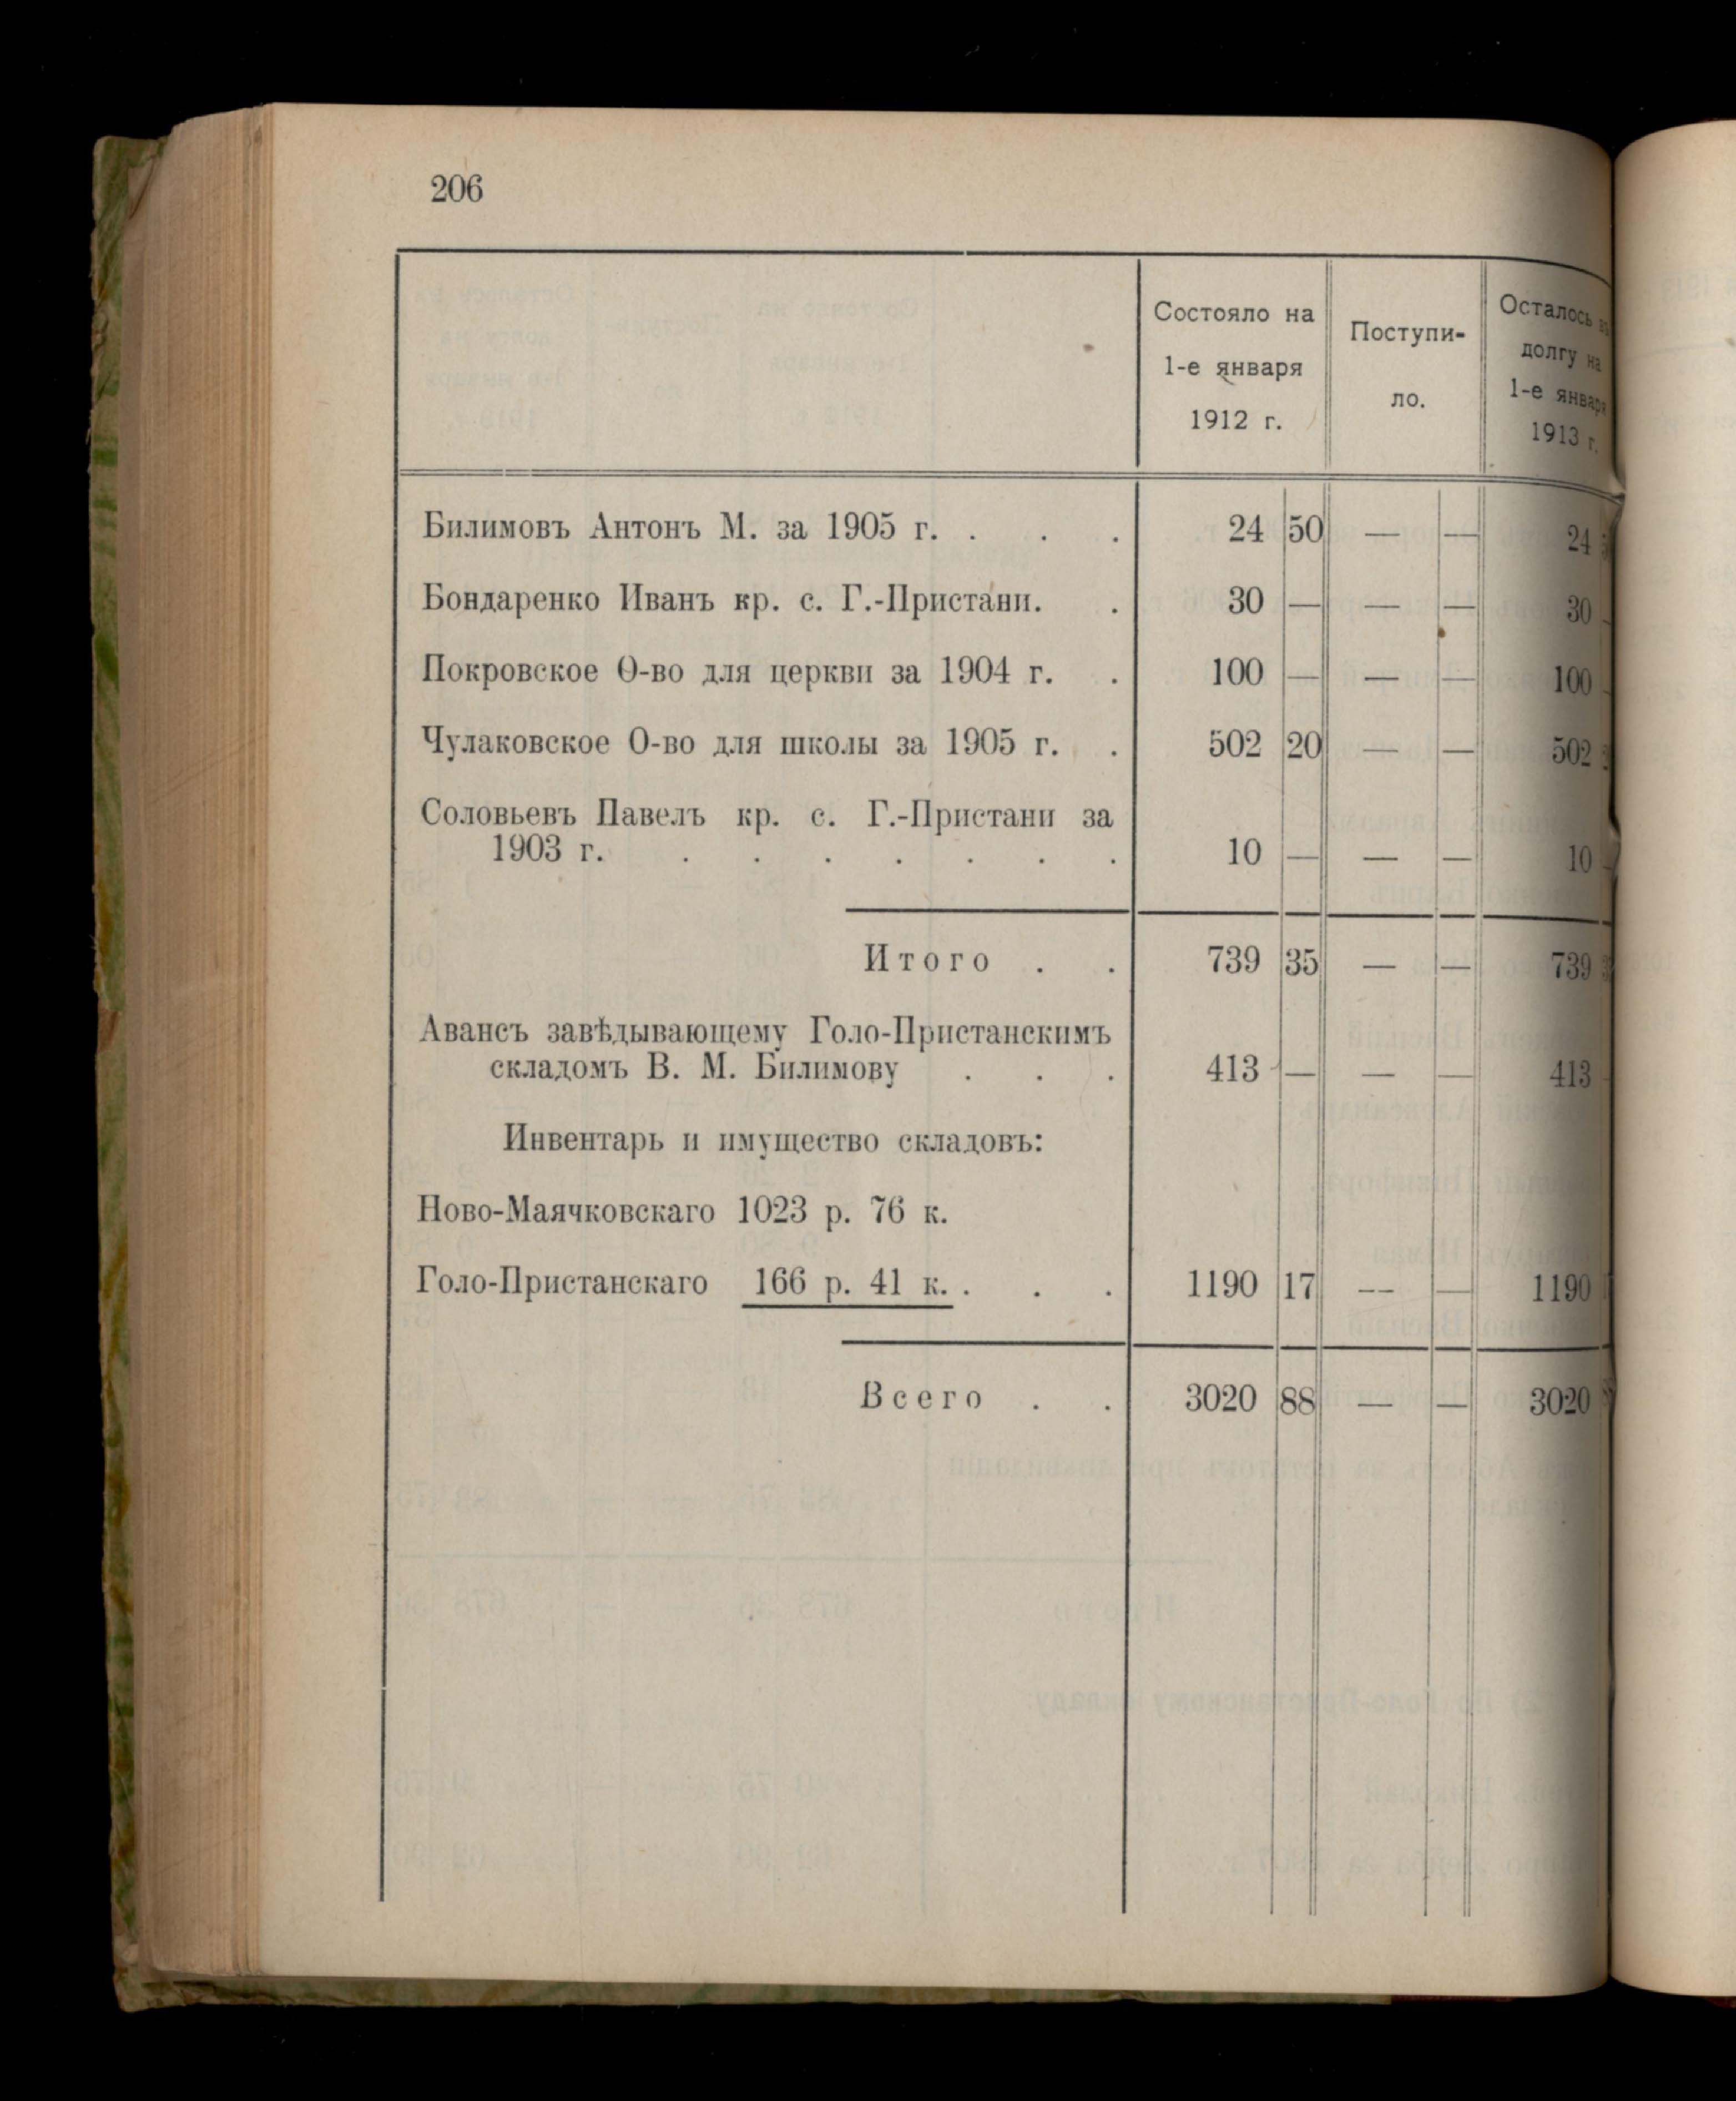 206
Состояло на
1-е января
1912 г.
Поступи-
ло.
Осталось въ
долгу на
1-е января
1913 г.
Билимовъ Антонъ М. за 1905 г. . . . 24 50 — — 24
Бондаренко Иванъ кр. с. Г.-Пристани. . 30 — — — 30
Покровское О-во для церкви за 1904 г. . 100 — — — 100
Чулаковское О-во для школы за 1905 г. . 502 20 — — 502
Соловьевъ Павелъ кр. с. Г.-Пристани за
1903 г. . . . . . . . 10 — — — 10
Итого . . 739 35 — — 739
Авансъ завѣдывающему Голо-Пристанскимъ
складомъ В. М. Билимову . . . 413 — — — 413
Инвентарь и имущество складовъ:
Ново-Маячковскаго 1023 р. 76 к.
Голо-Пристанскаго 166 р. 41 к. . . . 1190 17 — — 1190
Всего . . 3020 88 — — 3020